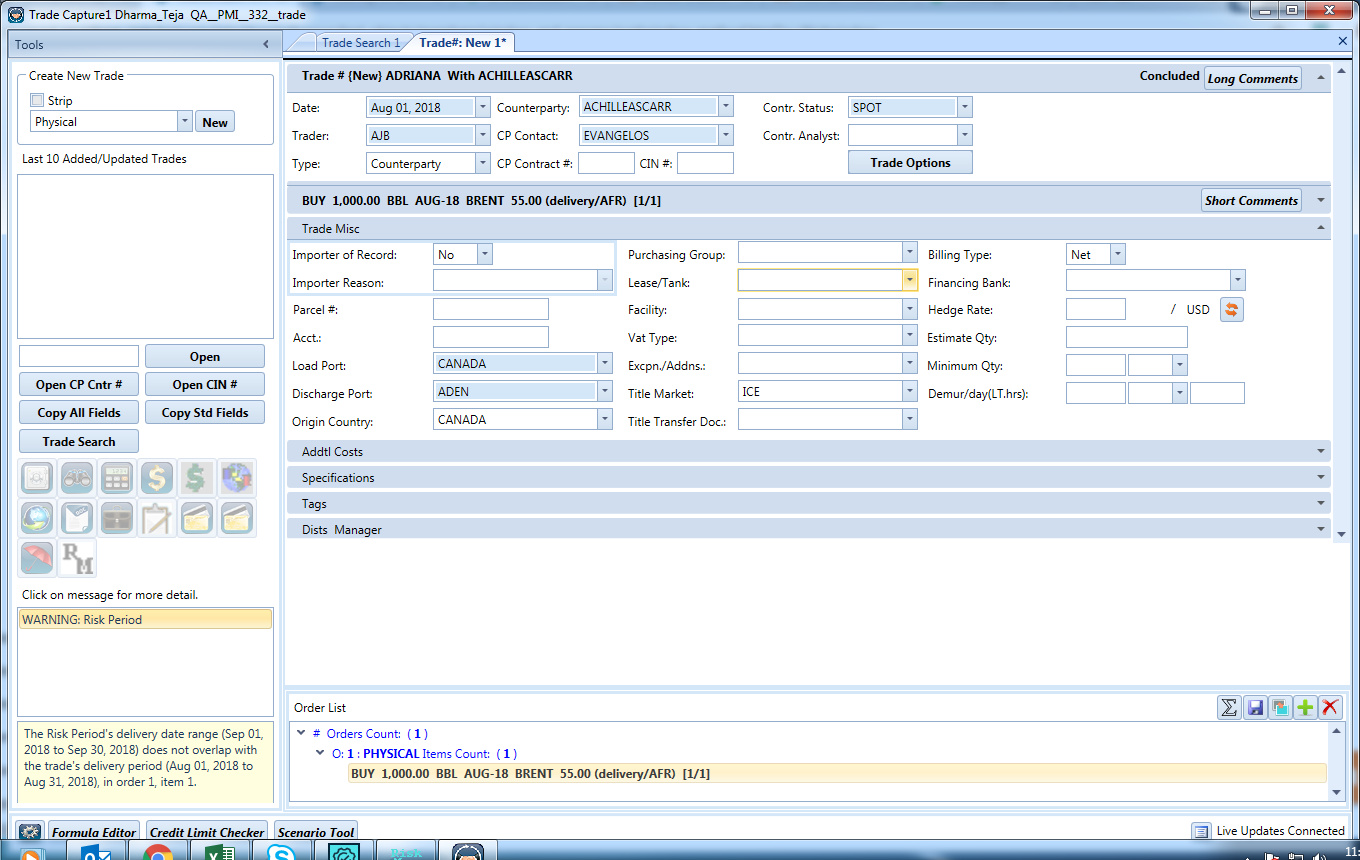 Trade Capture1 Dharma_Teja QA__PMI__332__trade
Tools
Create New Trade
Strip
Physical
New
Last 10 Added/Updated Trades
Open
Open CP Cntr #
Open CIN #
Copy All Fields
Copy Std Fields
Trade Search
RM
Click on message for more detail.
WARNING: Risk Period
The Risk Period's delivery date range (Sep 01,
2018 to Sep 30, 2018) does not overlap with
the trade's delivery period (Aug 01, 2018 to
Aug 31, 2018), in order 1, item 1.
Trade Search 1
Trade#: New 1*
Trade # {New} ADRIANA With ACHILLEASCARR
Concluded
Long Comments
Date: Aug 01, 2018 Counterparty: ACHILLEASCARR Contr. Status: SPOT
Trader: AJB CP Contact: EVANGELOS Contr. Analyst:
Type: Counterparty CP Contract #: CIN #: Trade Options
BUY 1,000.00 BBL AUG-18 BRENT 55.00 (delivery/AFR) [1/1] Short Comments
Trade Misc
Importer of Record: No Purchasing Group: Billing Type: Net
Importer Reason: Lease/Tank: Financing Bank:
Parcel #: Facility: Hedge Rate: / USD
Acct.: Vat Type: Estimate Qty:
Load Port: CANADA Excpn./Addns.: Minimum Qty:
Discharge Port: ADEN Title Market: ICE Demur/day(LT.hrs):
Origin Country: CANADA Title Transfer Doc.:
Addtl Costs
Specifications
Tags
Dists Manager
Order List
# Orders Count: ( 1 )
O: 1 : PHYSICAL Items Count: ( 1 )
BUY 1,000.00 BBL AUG-18 BRENT 55.00 (delivery/AFR) [1/1]
Formula Editor
Credit Limit Checker
Scenario Tool
Live Updates Connected
Risk